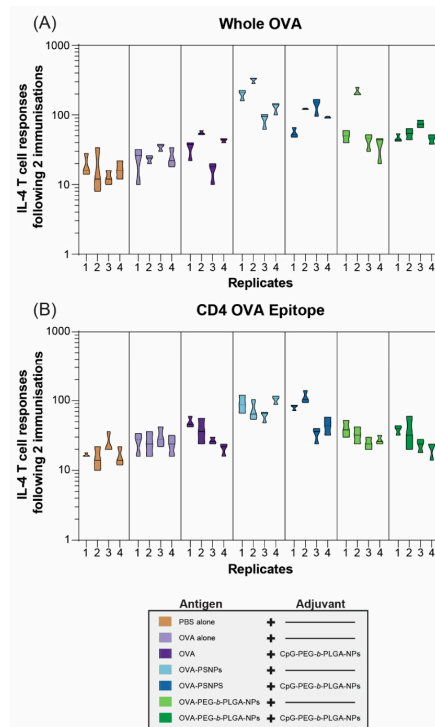 (A) Whole OVA
IL-4 T cell responses
following 2 immunisations
1000
100
10
1
1 2 3 4 1 2 3 4 1 2 3 4 1 2 3 4 1 2 3 4 1 2 3 4 1 2 3 4
Replicates
(B) CD4 OVA Epitope
IL-4 T cell responses
following 2 immunisations
1000
100
10
1
1 2 3 4 1 2 3 4 1 2 3 4 1 2 3 4 1 2 3 4 1 2 3 4 1 2 3 4
Replicates
Antigen Adjuvant
PBS alone +
OVA alone +
OVA + CpG-PEG-b-PLGA-NPs
OVA-PSNPs +
OVA-PSNPS + CpG-PEG-b-PLGA-NPs
OVA-PEG-b-PLGA-NPs +
OVA-PEG-b-PLGA-NPs + CpG-PEG-b-PLGA-NPs